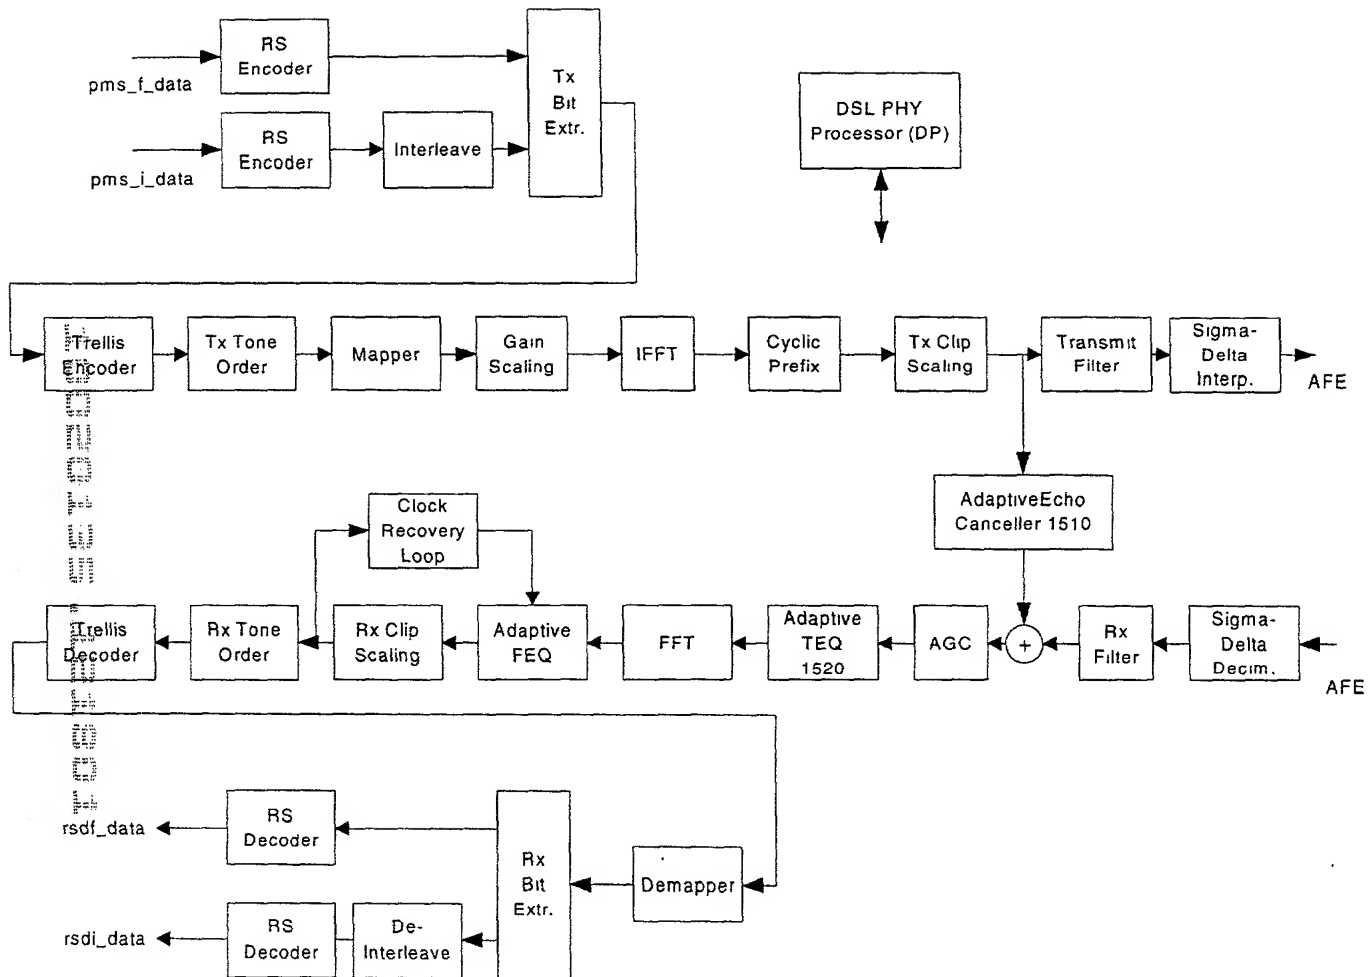 RS
Encoder
pms_f_data
RS
Encoder
pms_i_data
Interleave
Tx
Bit
Extr.
DSL PHY
Processor (DP)
Trellis
Encoder
Tx Tone
Order
Mapper
Gain
Scaling
IFFT
Cyclic
Prefix
Tx Clip
Scaling
Transmit
Filter
Sigma-
Delta
Interp.
AFE
AdaptiveEcho
Canceller 1510
Clock
Recovery
Loop
Trellis
Decoder
Rx Tone
Order
Rx Clip
Scaling
Adaptive
FEQ
FFT
Adaptive
TEQ
1520
AGC
+
Rx
Filter
Sigma-
Delta
Decim.
AFE
rsdf_data
RS
Decoder
rsdi_data
RS
Decoder
De-
Interleave
Rx
Bit
Extr.
Demapper